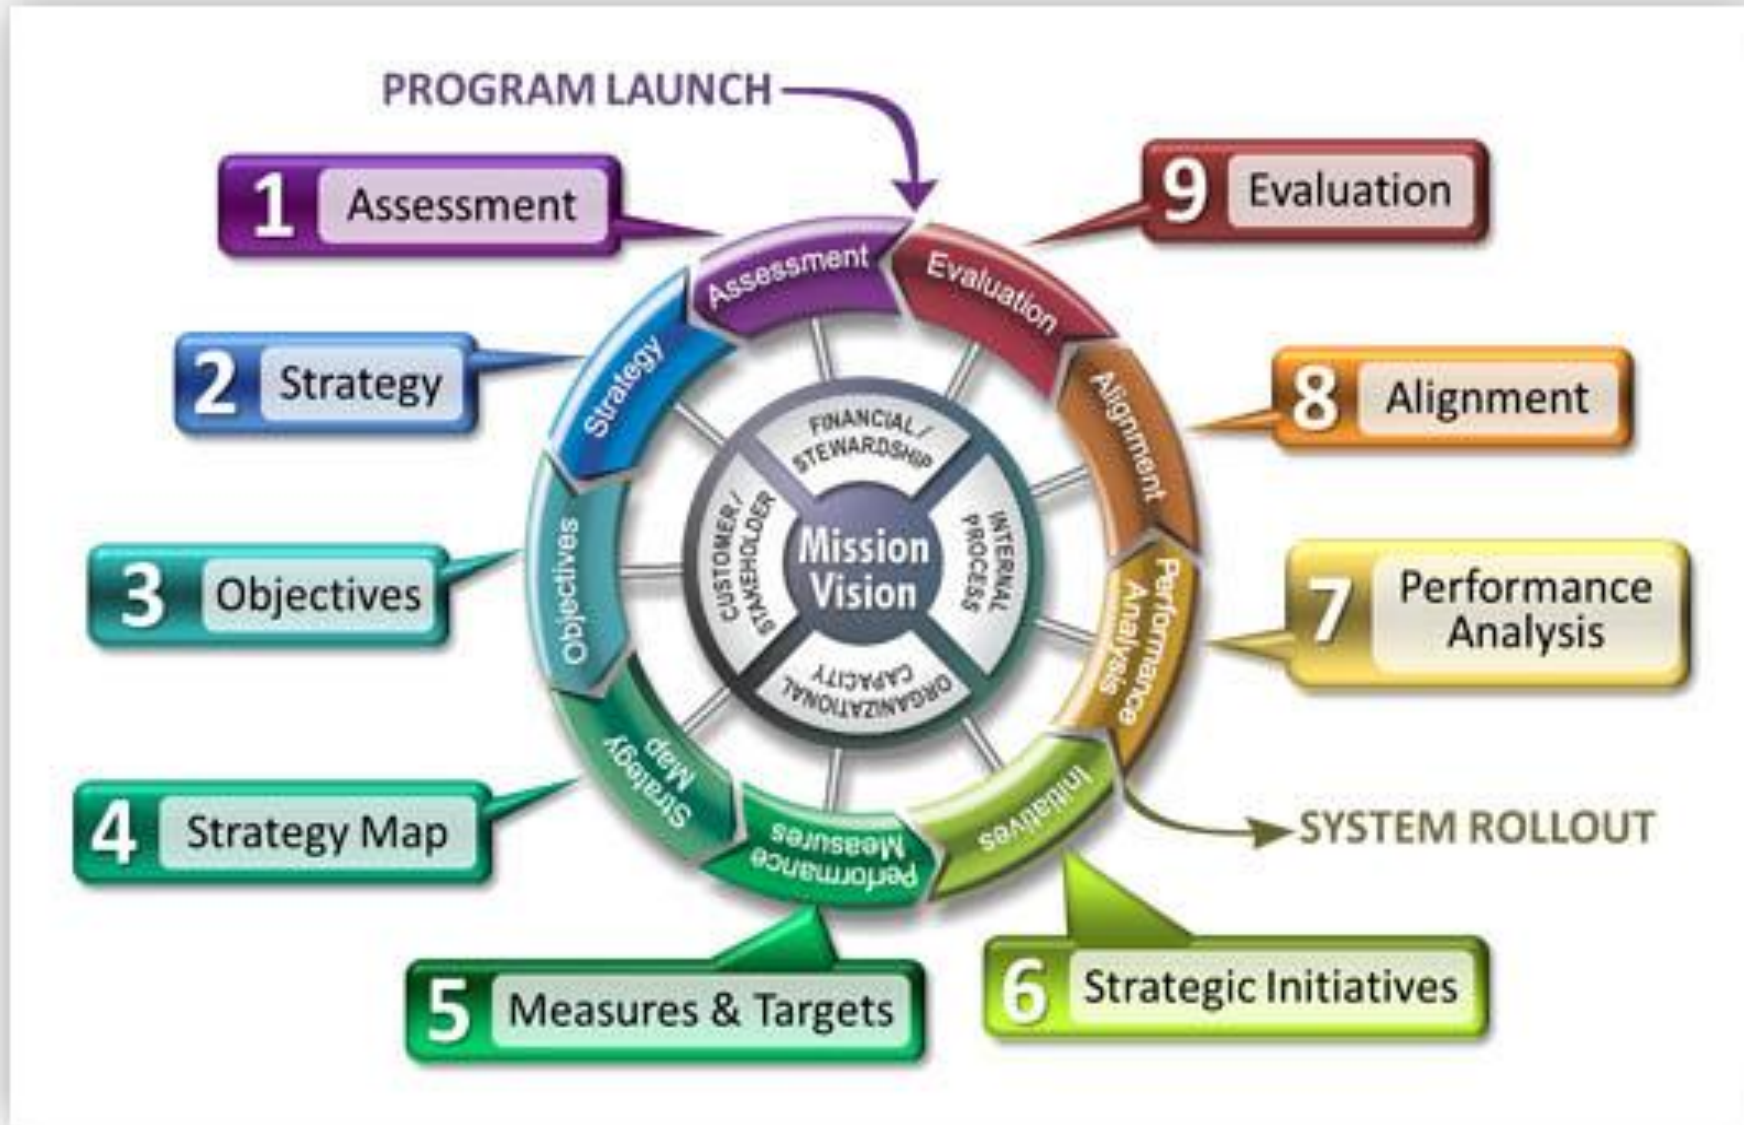 PROGRAM LAUNCH
1 Assessment
9 Evaluation
2 Strategy
8 Alignment
3 Objectives
7 Performance
Analysis
4 Strategy Map
SYSTEM ROLLOUT
5 Measures & Targets
6 Strategic Initiatives
Assessment
Strategy
Objectives
Strategy
Map
Performance
Measures
Initiatives
Performance
Analysis
Alignment
Evaluation
FINANCIAL/
STEWARDSHIP
CUSTOMER/
STAKEHOLDER
INTERNAL
PROCESS
ORGANIZATIONAL
CAPACITY
Mission
Vision